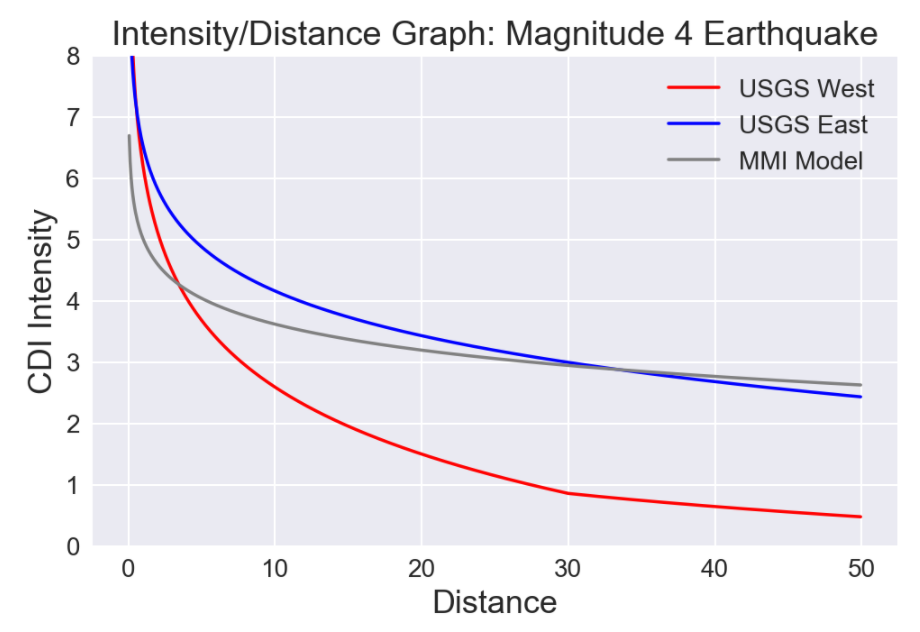 Intensity/Distance Graph: Magnitude 4 Earthquake
8
7
6
5
4
3
2
1
0
CDI Intensity
USGS West
USGS East
MMI Model
0 10 20 30 40 50
Distance